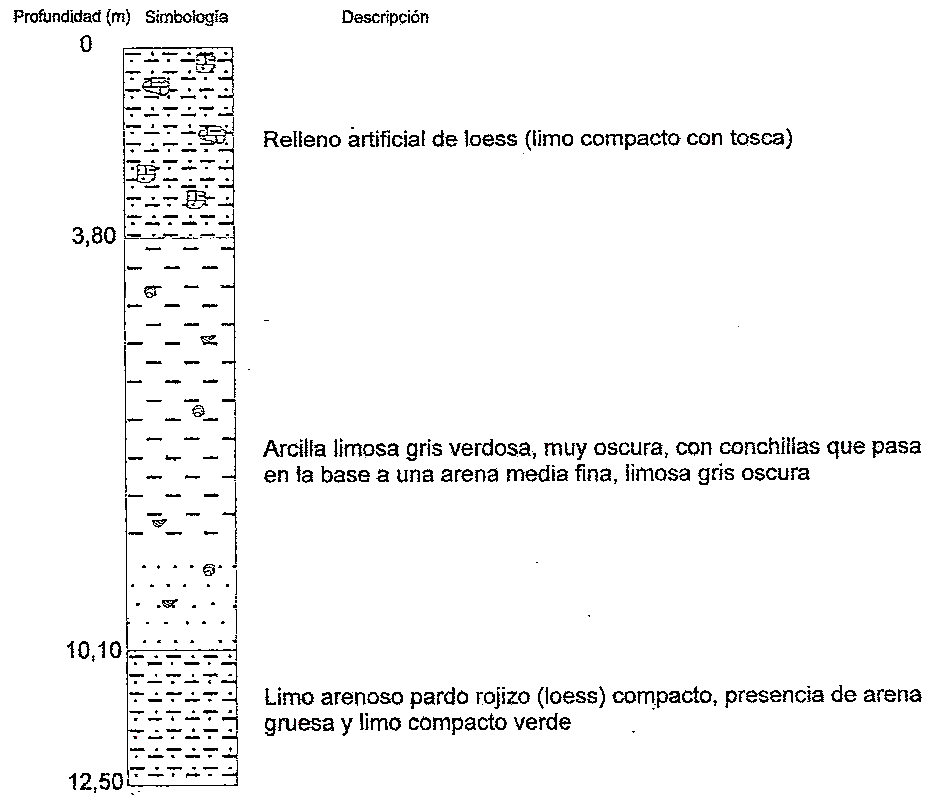 Profundidad (m) Simbología Descripción
0
Relleno artificial de loess (limo compacto con tosca)
3,80
Arcilla limosa gris verdosa, muy oscura, con conchillas que pasa
en la base a una arena media fina, limosa gris oscura
10,10
Limo arenoso pardo rojizo (loess) compacto, presencia de arena
gruesa y limo compacto verde
12,50